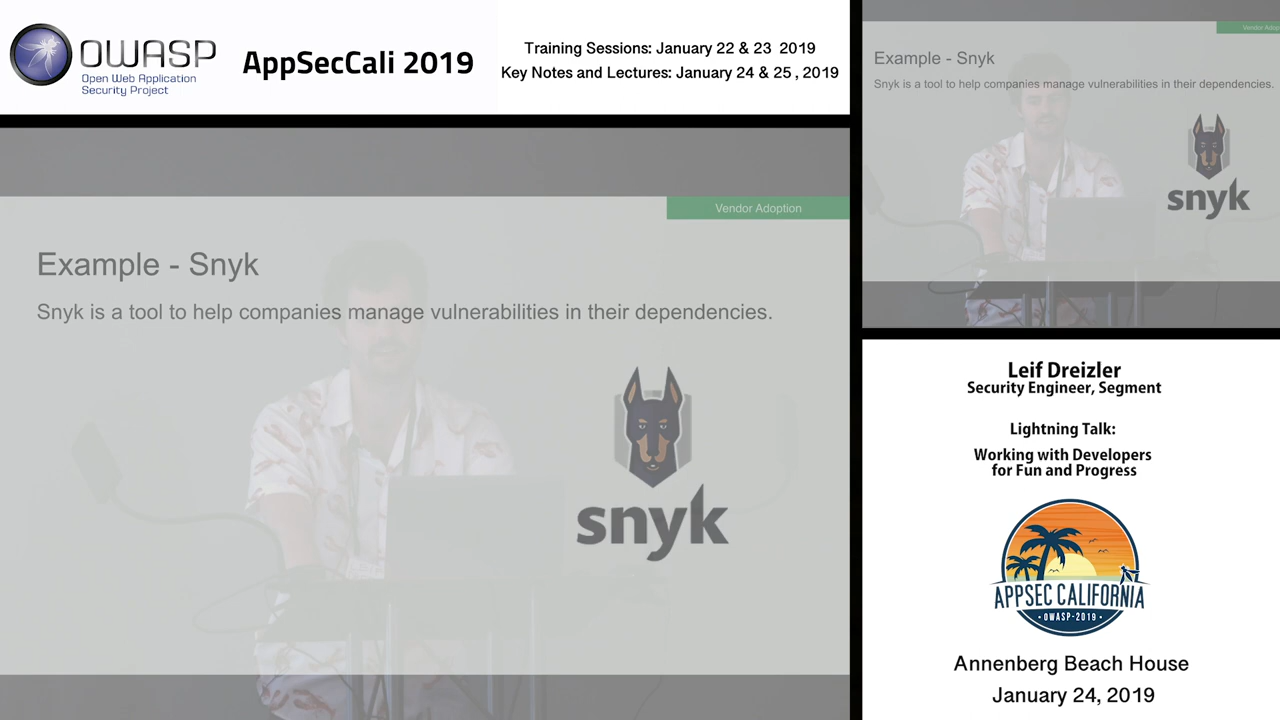 OWASP
Open Web Application
Security Project
AppSecCali 2019
Training Sessions: January 22 & 23 2019
Key Notes and Lectures: January 24 & 25 , 2019
Vendor Adoption
Example - Snyk
Snyk is a tool to help companies manage vulnerabilities in their dependencies.
snyk
Vendor Adop
Example - Snyk
Snyk is a tool to help companies manage vulnerabilities in their dependencies.
snyk
Leif Dreizler
Security Engineer, Segment
Lightning Talk:
Working with Developers
for Fun and Progress
APPSEC CALIFORNIA
• OWASP-2019 •
Annenberg Beach House
January 24, 2019